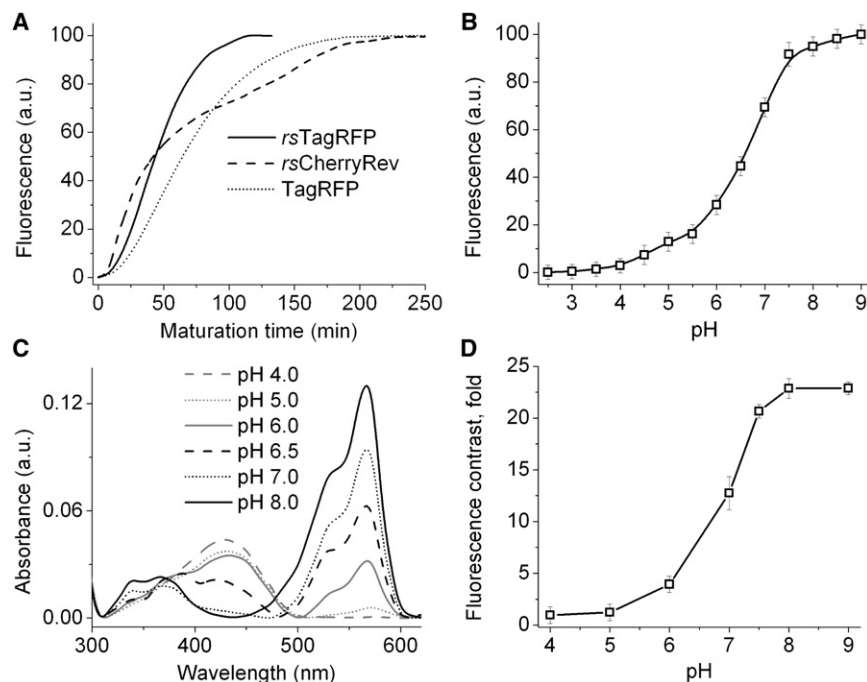 A
Fluorescence (a.u.)
100
80
60
40
20
0
rsTagRFP
rsCherryRev
TagRFP
0 50 100 150 200 250
Maturation time (min)
B
Fluorescence (a.u.)
100
80
60
40
20
0
3 4 5 6 7 8 9
pH
C
Absorbance (a.u.)
0.12
0.06
0.00
pH 4.0
pH 5.0
pH 6.0
pH 6.5
pH 7.0
pH 8.0
300 400 500 600
Wavelength (nm)
D
Fluorescence contrast, fold
25
20
15
10
5
0
4 5 6 7 8 9
pH